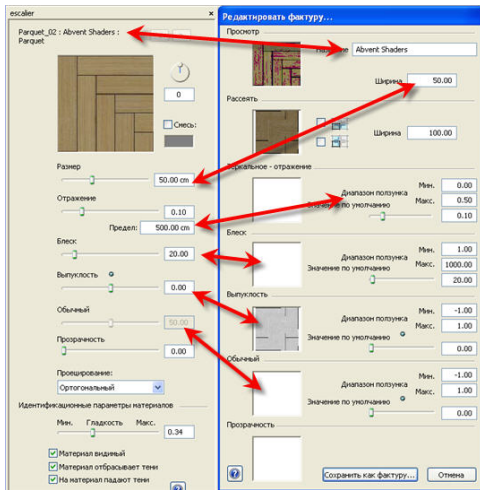 escalier
x
Parquet_02 : Abvent Shaders :
Parquet
0
Смесь:
Размер
50.00 cm
Отражение
0.10
Предел:
500.00 cm
Блеск
20.00
Выпуклость
0.00
Обычный
50.00
Прозрачность
0.00
Проецирование:
Ортогональный
Идентификационные параметры материалов
Мин. Гладкость Макс.
0.34
Материал видимый
Материал отбрасывает тени
На материал падают тени
?
Редактировать фактуру...
Просмотр
Abvent Shaders
Ширина
50.00
Рассеять
Ширина
100.00
Зеркальное - отражение
Мин. 0.00
Диапазон ползунка
Макс. 0.50
Значение по умолчанию
0.10
Блеск
Мин. 1.00
Диапазон ползунка
Макс. 1000.00
Значение по умолчанию
20.00
Выпуклость
Мин. -1.00
Диапазон ползунка
Макс. 1.00
Значение по умолчанию
0.00
Обычный
Мин. -1.00
Диапазон ползунка
Макс. 1.00
Значение по умолчанию
0.00
Прозрачность
?
Сохранить как фактуру...
Отмена